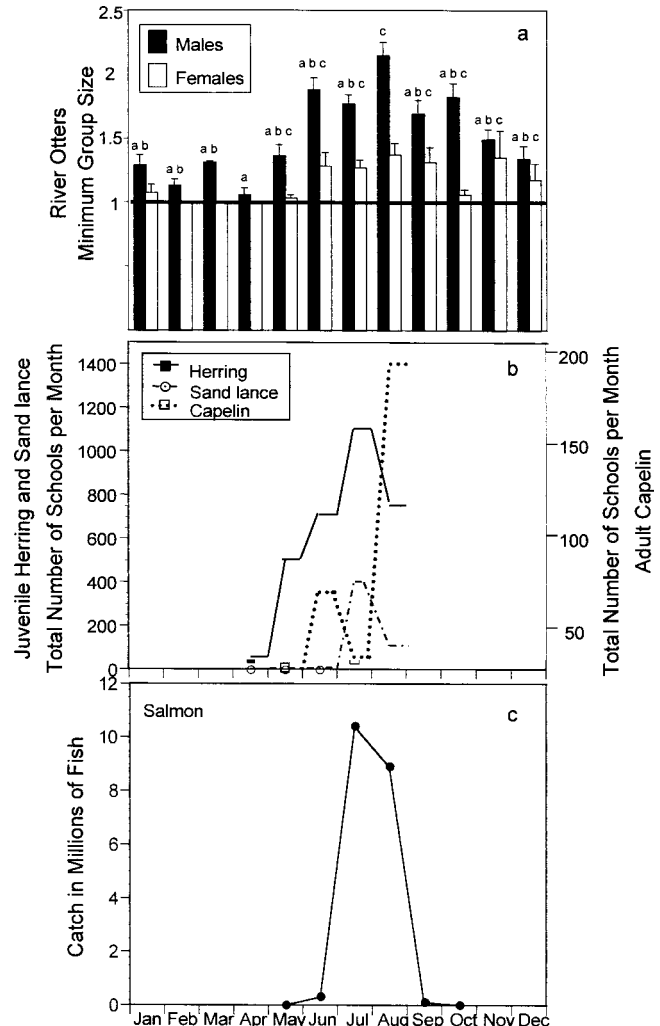 2.5
2
1.5
1
River Otters
Minimum Group Size
Males
Females
a
a b
a b
a b
a
a b c
a b c
a b c
c
a b c
a b c
a b c
a b c
1400
1200
1000
800
600
400
200
0
Juvenile Herring and Sand lance
Total Number of Schools per Month
Herring
Sand lance
Capelin
b
200
150
100
50
Total Number of Schools per Month
Adult Capelin
12
10
8
6
4
2
0
Catch in Millions of Fish
Salmon
c
Jan Feb Mar Apr May Jun Jul Aug Sep Oct Nov Dec